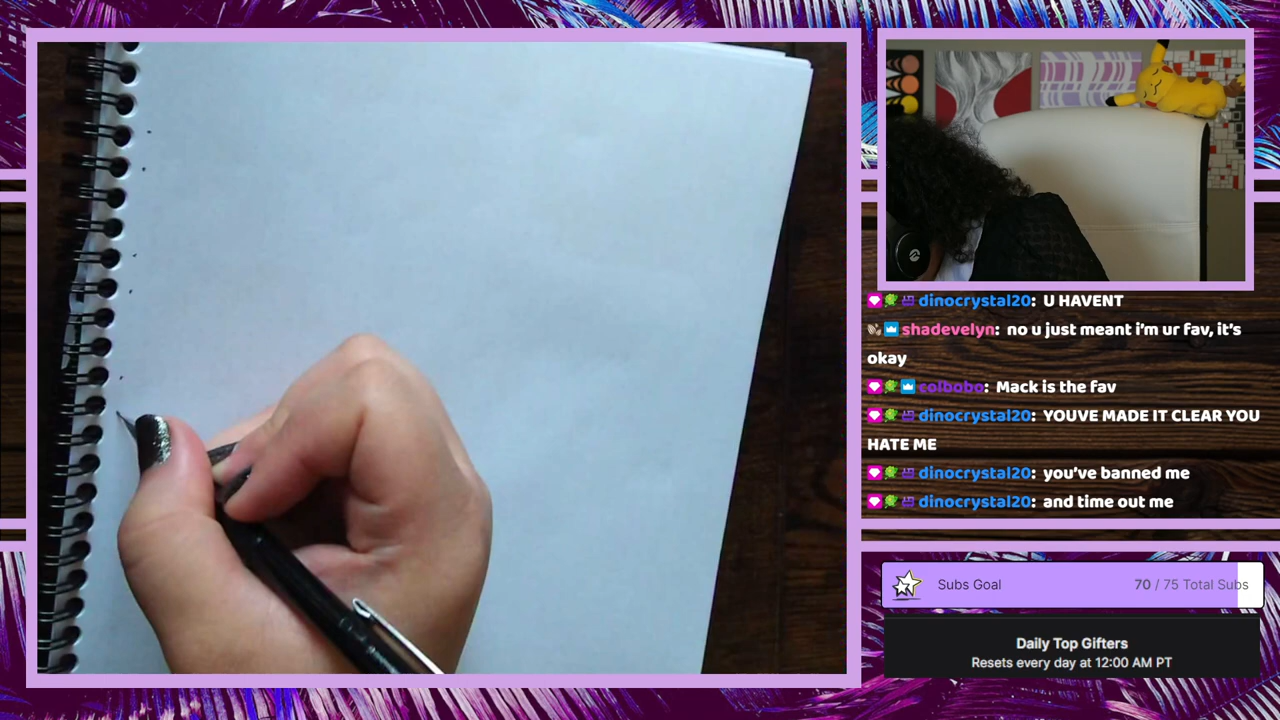 dinocrystal20: U HAVENT
shadevelyn: no u just meant i'm ur fav, it's
okay
colbobo: Mack is the fav
dinocrystal20: YOUVE MADE IT CLEAR YOU
HATE ME
dinocrystal20: you've banned me
dinocrystal20: and time out me
Subs Goal 70 / 75 Total Subs
Daily Top Gifters
Resets every day at 12:00 AM PT